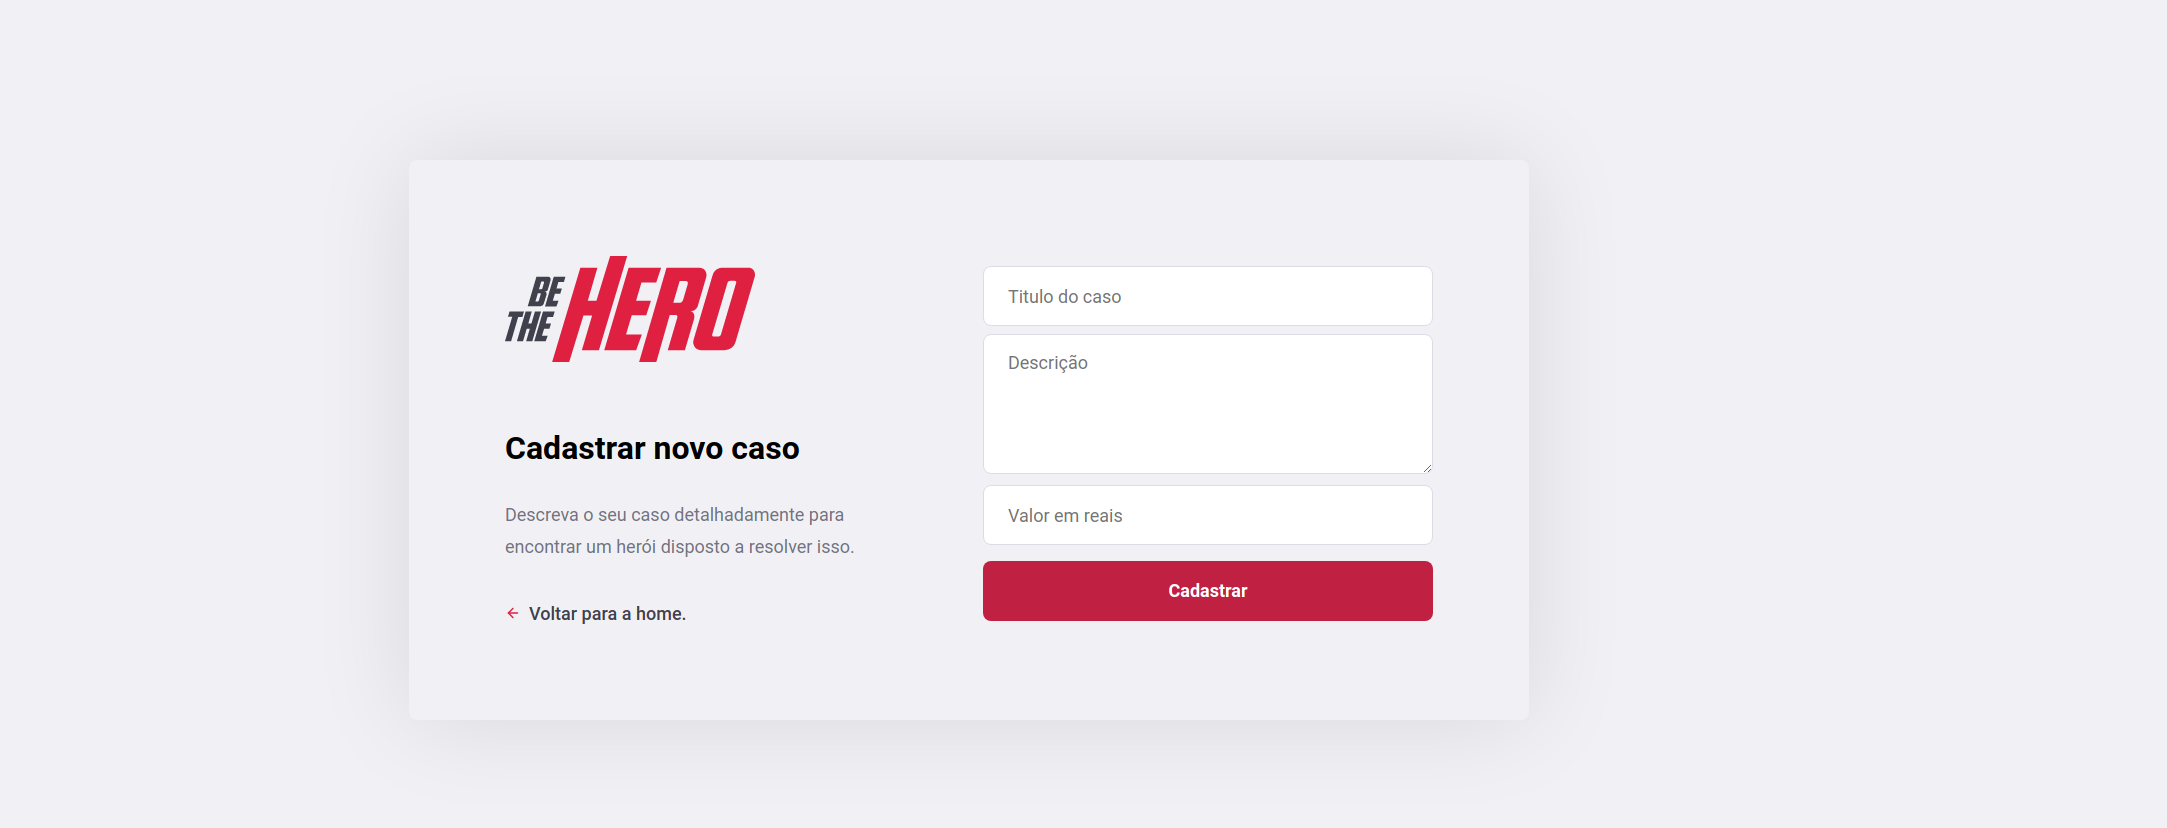 BE
THE HERO
Cadastrar novo caso
Descreva o seu caso detalhadamente para
encontrar um herói disposto a resolver isso.
Voltar para a home.
Titulo do caso
Descrição
Valor em reais
Cadastrar